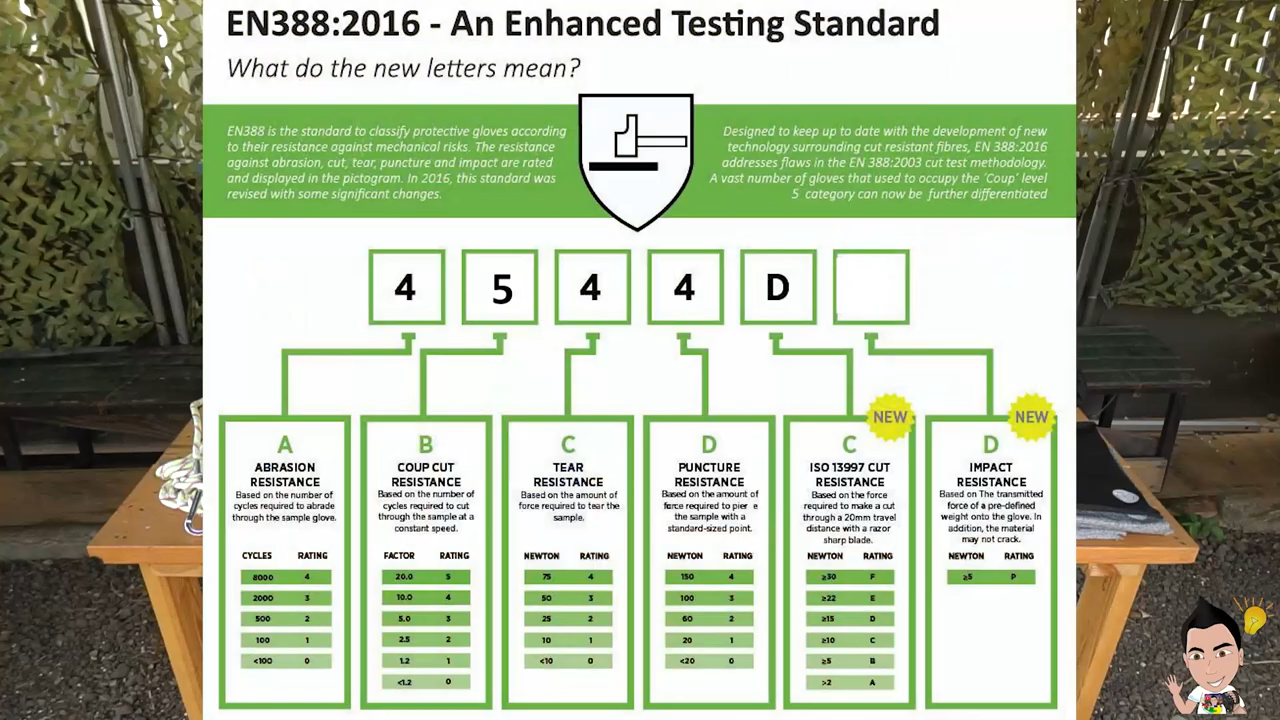 EN388:2016 - An Enhanced Testing Standard
What do the new letters mean?
EN388 is the standard to classify protective gloves according
to their resistance against mechanical risks. The resistance
against abrasion, cut, tear, puncture and impact are rated
and displayed in the pictogram. In 2016, this standard was
revised with some significant changes.
Designed to keep up to date with the development of new
technology surrounding cut resistant fibres, EN 388:2016
addresses flaws in the EN 388:2003 cut test methodology.
A vast number of gloves that used to occupy the 'Coup' level
5 category can now be further differentiated
4 5 4 4 D
A
ABRASION
RESISTANCE
Based on the number of
cycles required to abrade
through the sample glove.
CYCLES RATING
8000 4
2000 3
500 2
100 1
<100 0
B
COUP CUT
RESISTANCE
Based on the number of
cycles required to cut
through the sample at a
constant speed.
FACTOR RATING
20.0 5
10.0 4
5.0 3
2.5 2
1.2 1
<1.2 0
C
TEAR
RESISTANCE
Based on the amount of
force required to tear the
sample.
NEWTON RATING
75 4
50 3
25 2
10 1
<10 0
D
PUNCTURE
RESISTANCE
Based on the amount of
force required to pier e
the sample with a
standard-sized point.
NEWTON RATING
150 4
100 3
60 2
20 1
<20 0
NEW
C
ISO 13997 CUT
RESISTANCE
Based on the force
required to make a cut
through a 20mm travel
distance with a razor
sharp blade.
NEWTON RATING
≥30 F
≥22 E
≥15 D
≥10 C
≥5 B
>2 A
NEW
D
IMPACT
RESISTANCE
Based on The transmitted
force of a pre-defined
weight onto the glove. In
addition, the material
may not crack.
NEWTON RATING
≥5 P